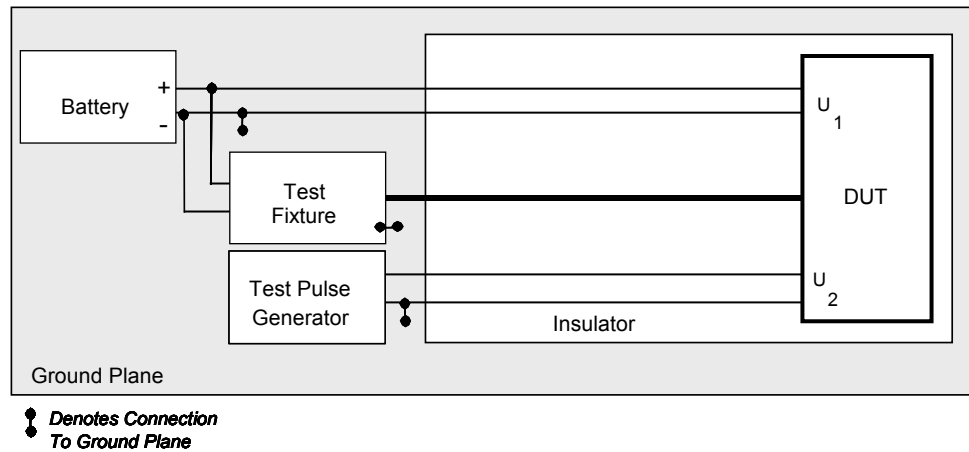 Battery
+
-
Test
Fixture
Test Pulse
Generator
U
1
DUT
U
2
Insulator
Ground Plane
Denotes Connection
To Ground Plane